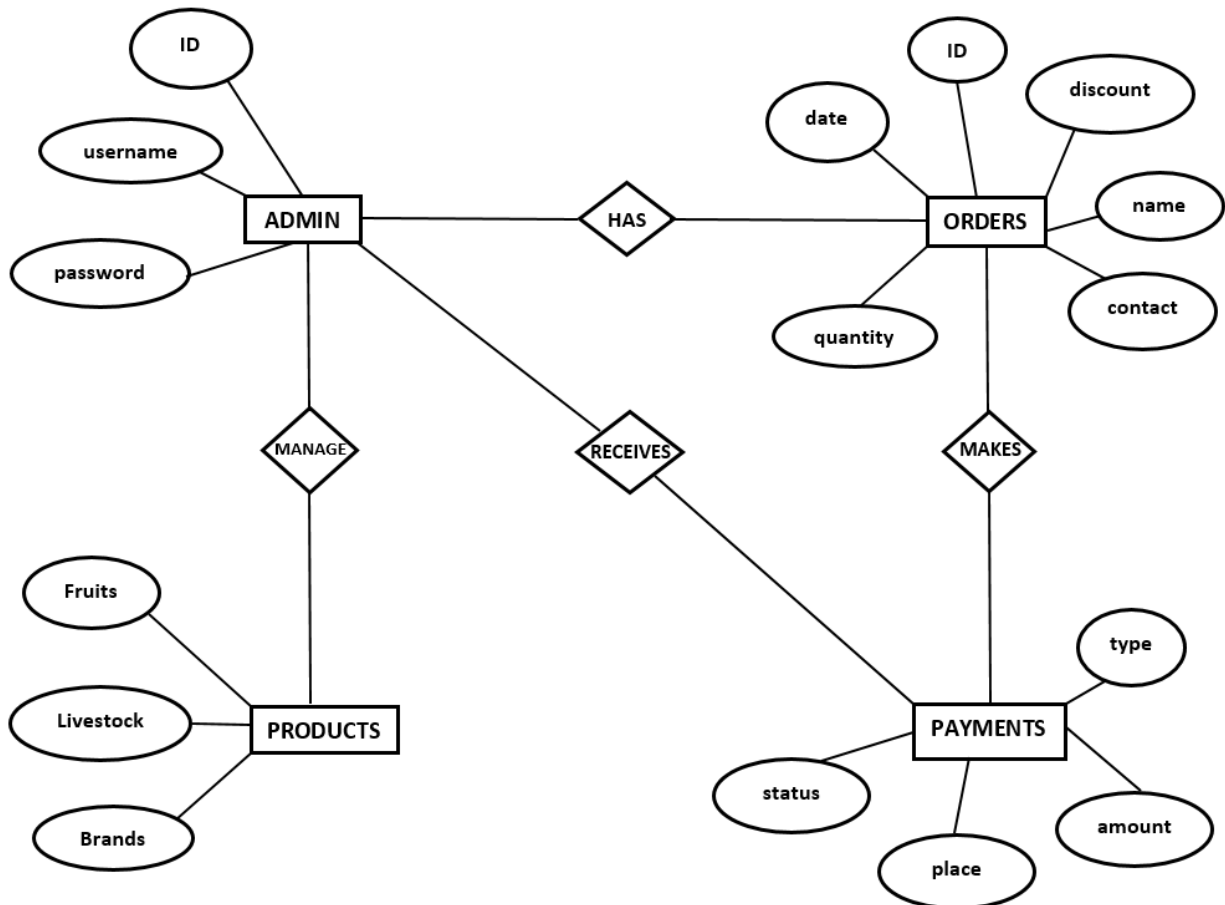 ID
ID
discount
date
username
name
ADMIN
HAS
ORDERS
password
contact
quantity
MANAGE
RECEIVES
MAKES
Fruits
type
Livestock
PRODUCTS
PAYMENTS
status
amount
Brands
place